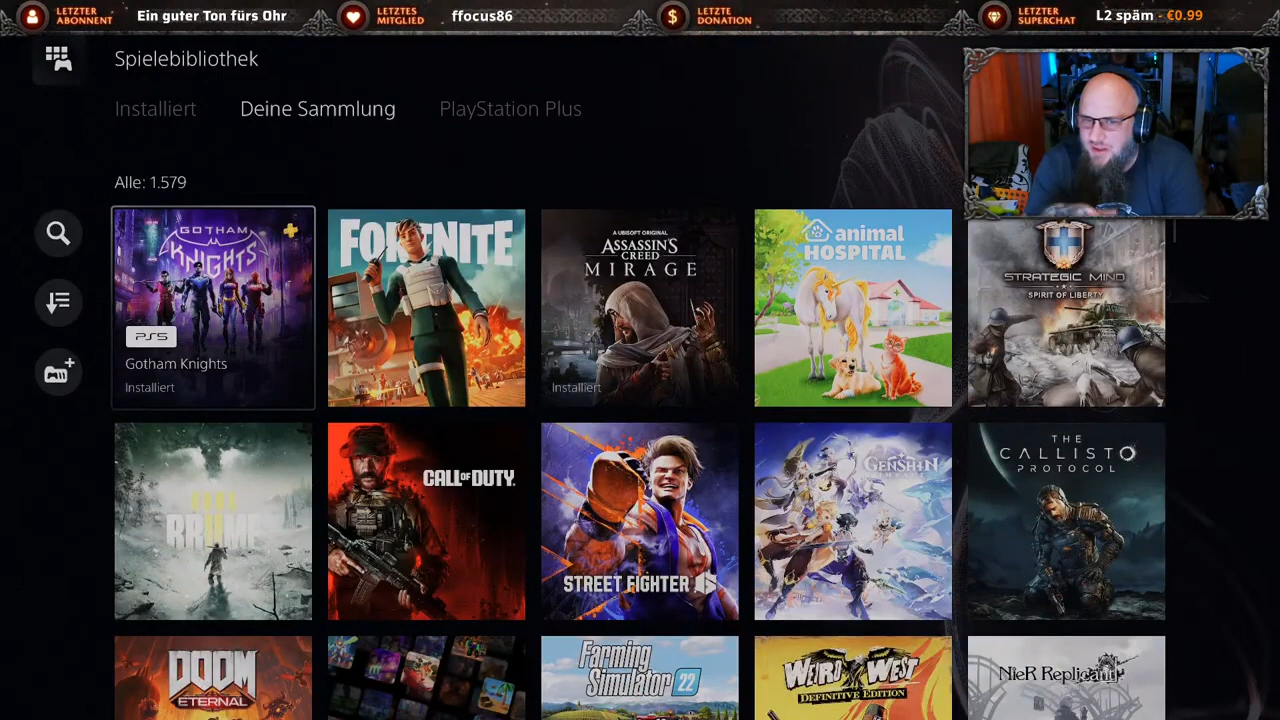 LETZTER
ABONNENT
Ein guter Ton fürs Ohr
LETZTES
MITGLIED
ffocus86
LETZTE
DONATION
LETZTER
SUPERCHAT
L2 späm - €0.99
Spielebibliothek
Installiert
Deine Sammlung
PlayStation Plus
Alle: 1.579
GOTHAM
KNIGHTS
PS5
Gotham Knights
Installiert
FORTNITE
A UBISOFT ORIGINAL
ASSASSIN'S
CREED
MIRAGE
Installiert
animal
HOSPITAL
STRATEGIC MIND
SPIRIT OF LIBERTY
CALL OF DUTY
STREET FIGHTER 6
GENSHIN
IMPACT
THE
CALLISTO
PROTOCOL
DOOM
ETERNAL
Farming
Simulator 22
WEIRD WEST
DEFINITIVE EDITION
NieR Replicant